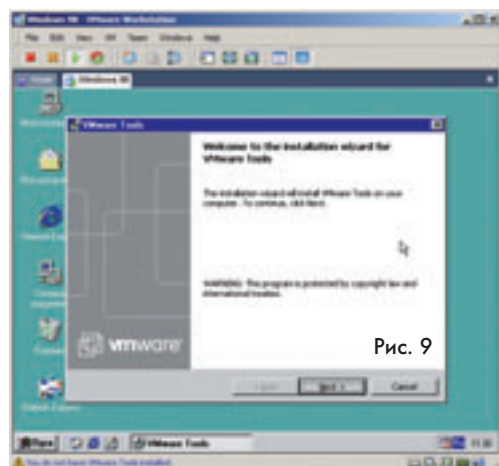 Windows 98 - VMware Workstation
File Edit View VM Team Windows Help
Home Windows 98
VMware Tools
Welcome to the installation wizard for
VMware Tools
The installation wizard will install VMware Tools on your
computer. To continue, click Next.
WARNING: This program is protected by copyright law and
international treaties.
vmware
Рис. 9
Next > Cancel
Outlook Express
Start VMware Tools
You do not have VMware Tools installed.